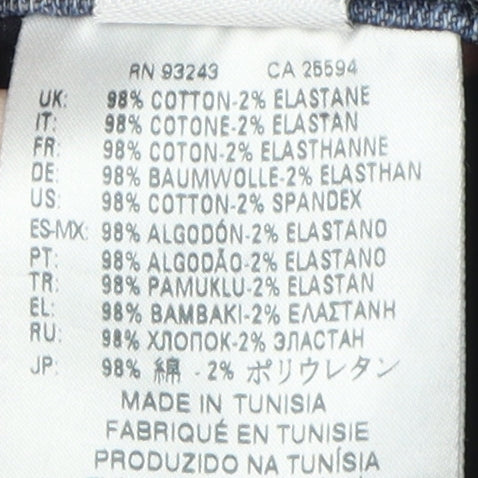 RN 93243 CA 25594
UK: 98% COTTON-2% ELASTANE
IT: 98% COTONE-2% ELASTAN
FR: 98% COTON-2% ELASTHANNE
DE: 98% BAUMWOLLE-2% ELASTHAN
US: 98% COTTON-2% SPANDEX
ES-MX: 98% ALGODÓN-2% ELASTANO
PT: 98% ALGODÃO-2% ELASTANO
TR: 98% PAMUKLU-2% ELASTAN
EL: 98% BAMBAKI-2% ΕΛΑΣΤΑΝΗ
RU: 98% ХЛОПОК-2% ЭЛАСТАН
JP: 98% 綿 - 2% ポリウレタン
MADE IN TUNISIA
FABRIQUÉ EN TUNISIE
PRODUZIDO NA TUNÍSIA